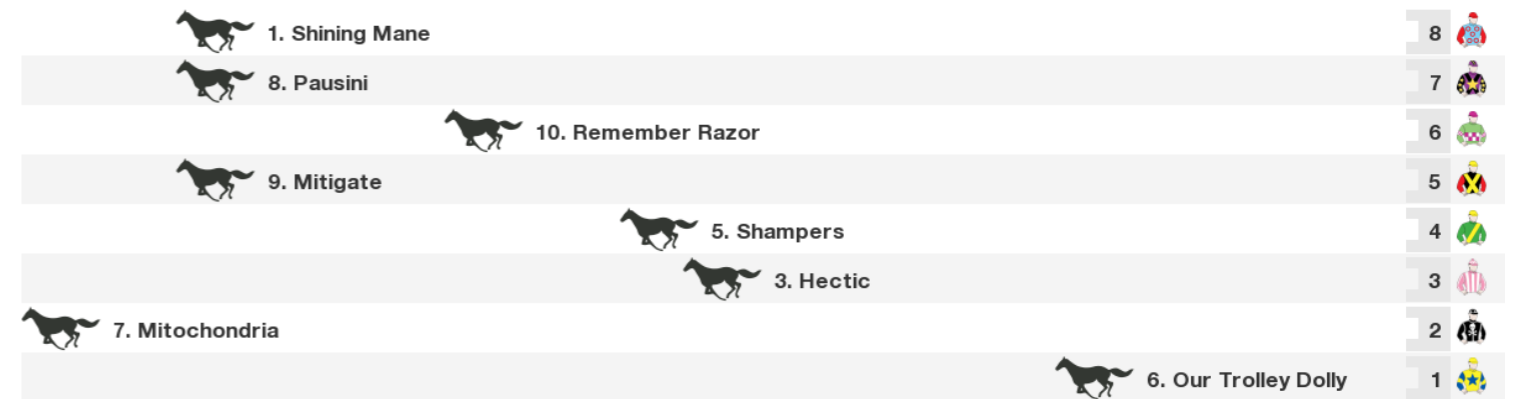 1. Shining Mane 8
8. Pausini 7
10. Remember Razor 6
9. Mitigate 5
5. Shampers 4
3. Hectic 3
7. Mitochondria 2
6. Our Trolley Dolly 1